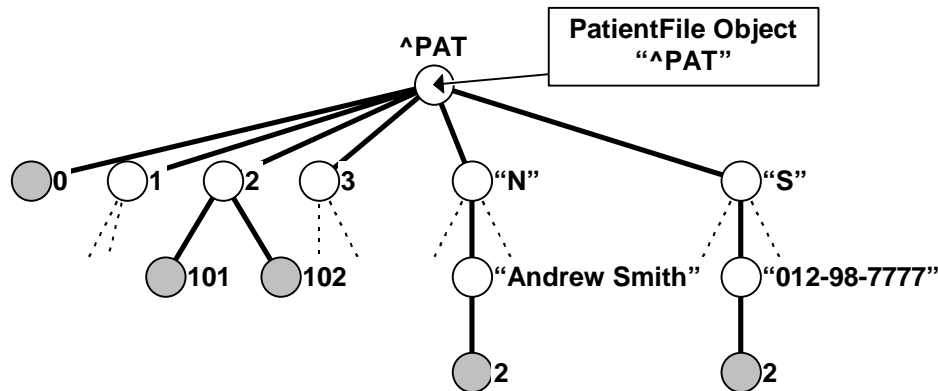 PatientFile Object
“^PAT”
^PAT
0 1 2 3 “N” “S”
101 102 “Andrew Smith” “012-98-7777”
2 2